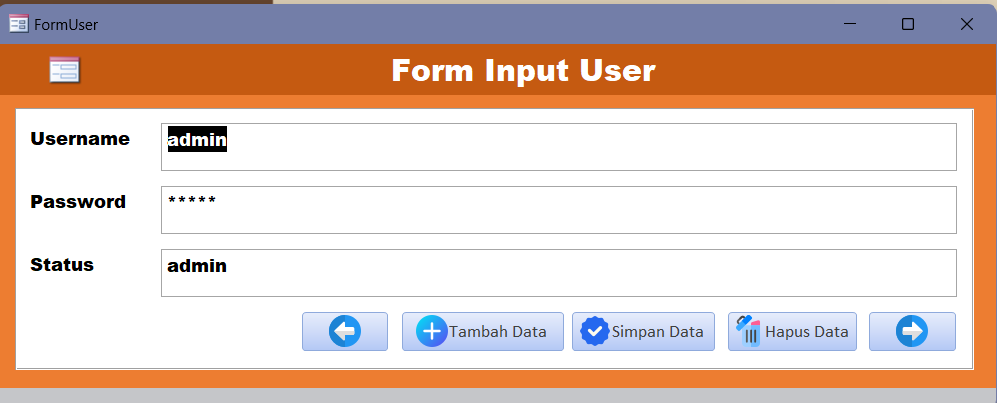 FormUser
Form Input User
Username admin
Password *****
Status admin
Tambah Data Simpan Data Hapus Data